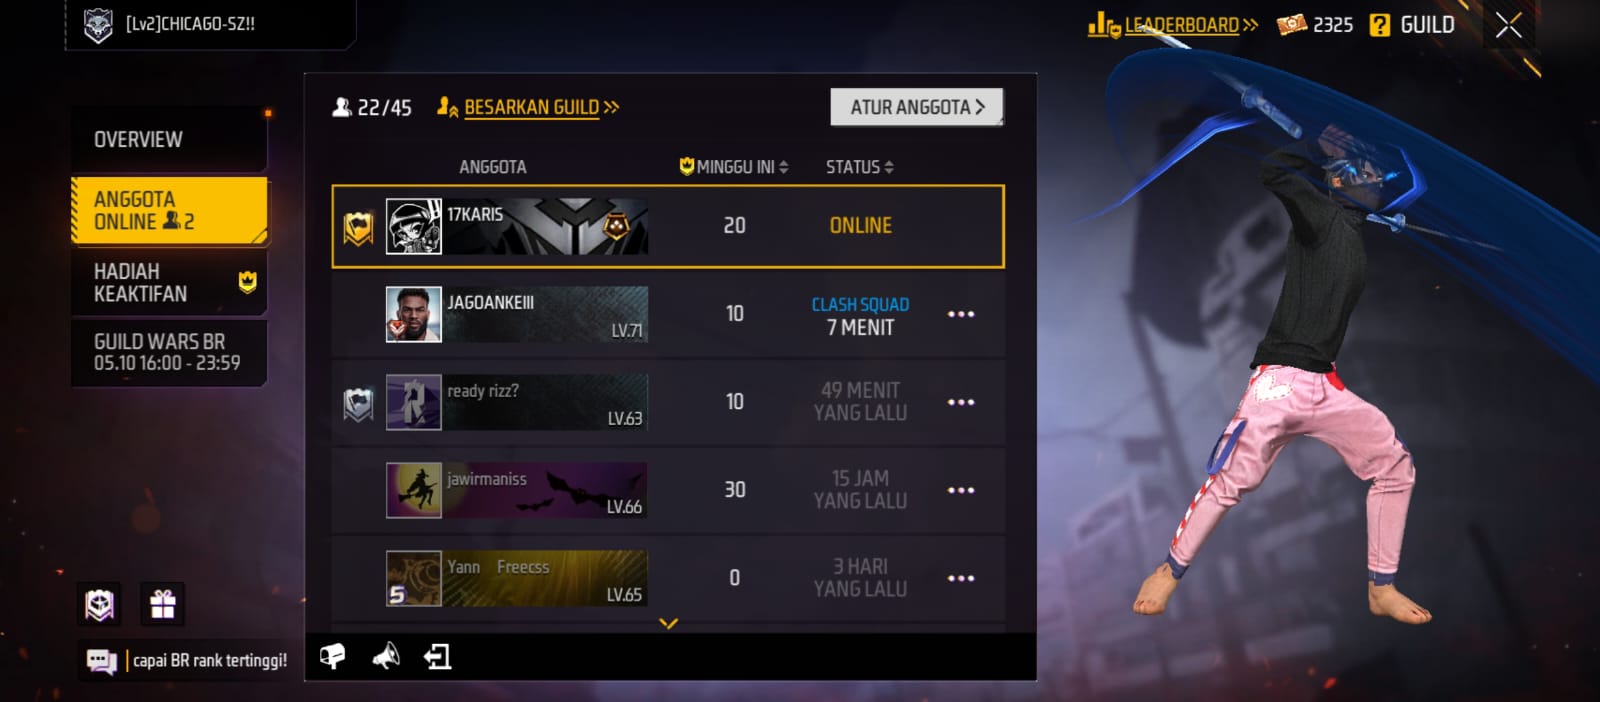 [Lv2]CHICAGO-SZ!!
LEADERBOARD >>
2325
? GUILD
OVERVIEW
ANGGOTA
ONLINE 2
HADIAH
KEAKTIFAN
GUILD WARS BR
05.10 16:00 - 23:59
capai BR rank tertinggi!
22/45
BESARKAN GUILD >>
ATUR ANGGOTA >
ANGGOTA
MINGGU INI
STATUS
17KARIS
20
ONLINE
JAGOANKEIII
LV.71
10
CLASH SQUAD
7 MENIT
ready rizz?
LV.63
10
49 MENIT
YANG LALU
jawirmaniss
LV.66
30
15 JAM
YANG LALU
Yann Freecss
5
LV.65
0
3 HARI
YANG LALU